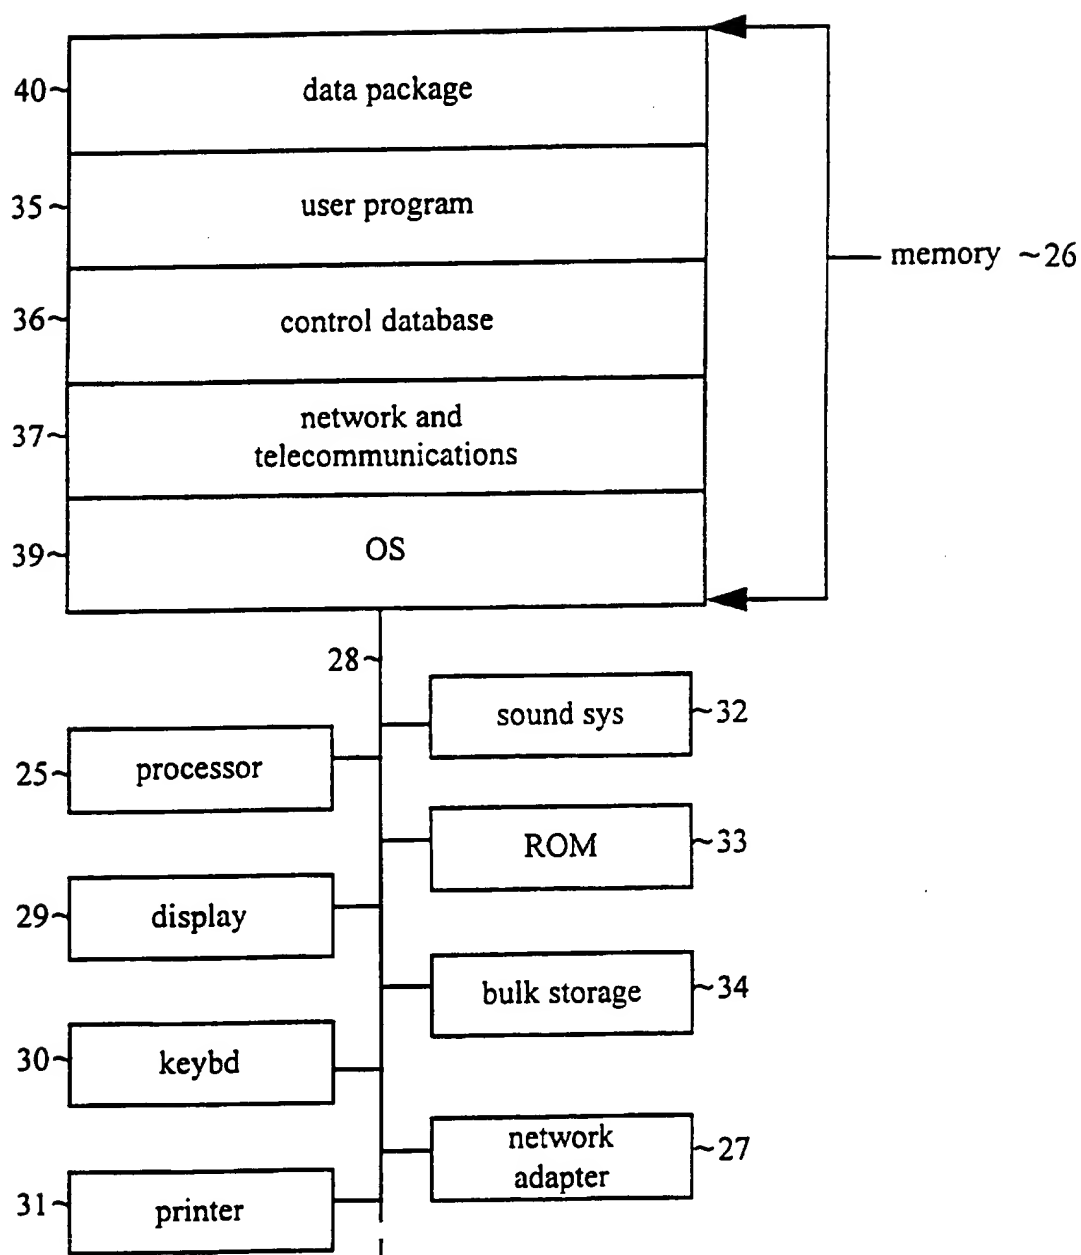 40~ data package
35~ user program
memory ~26
36~ control database
37~ network and
telecommunications
39~ OS
28~
sound sys ~32
25~ processor
ROM ~33
29~ display
bulk storage ~34
30~ keybd
network
adapter ~27
31~ printer